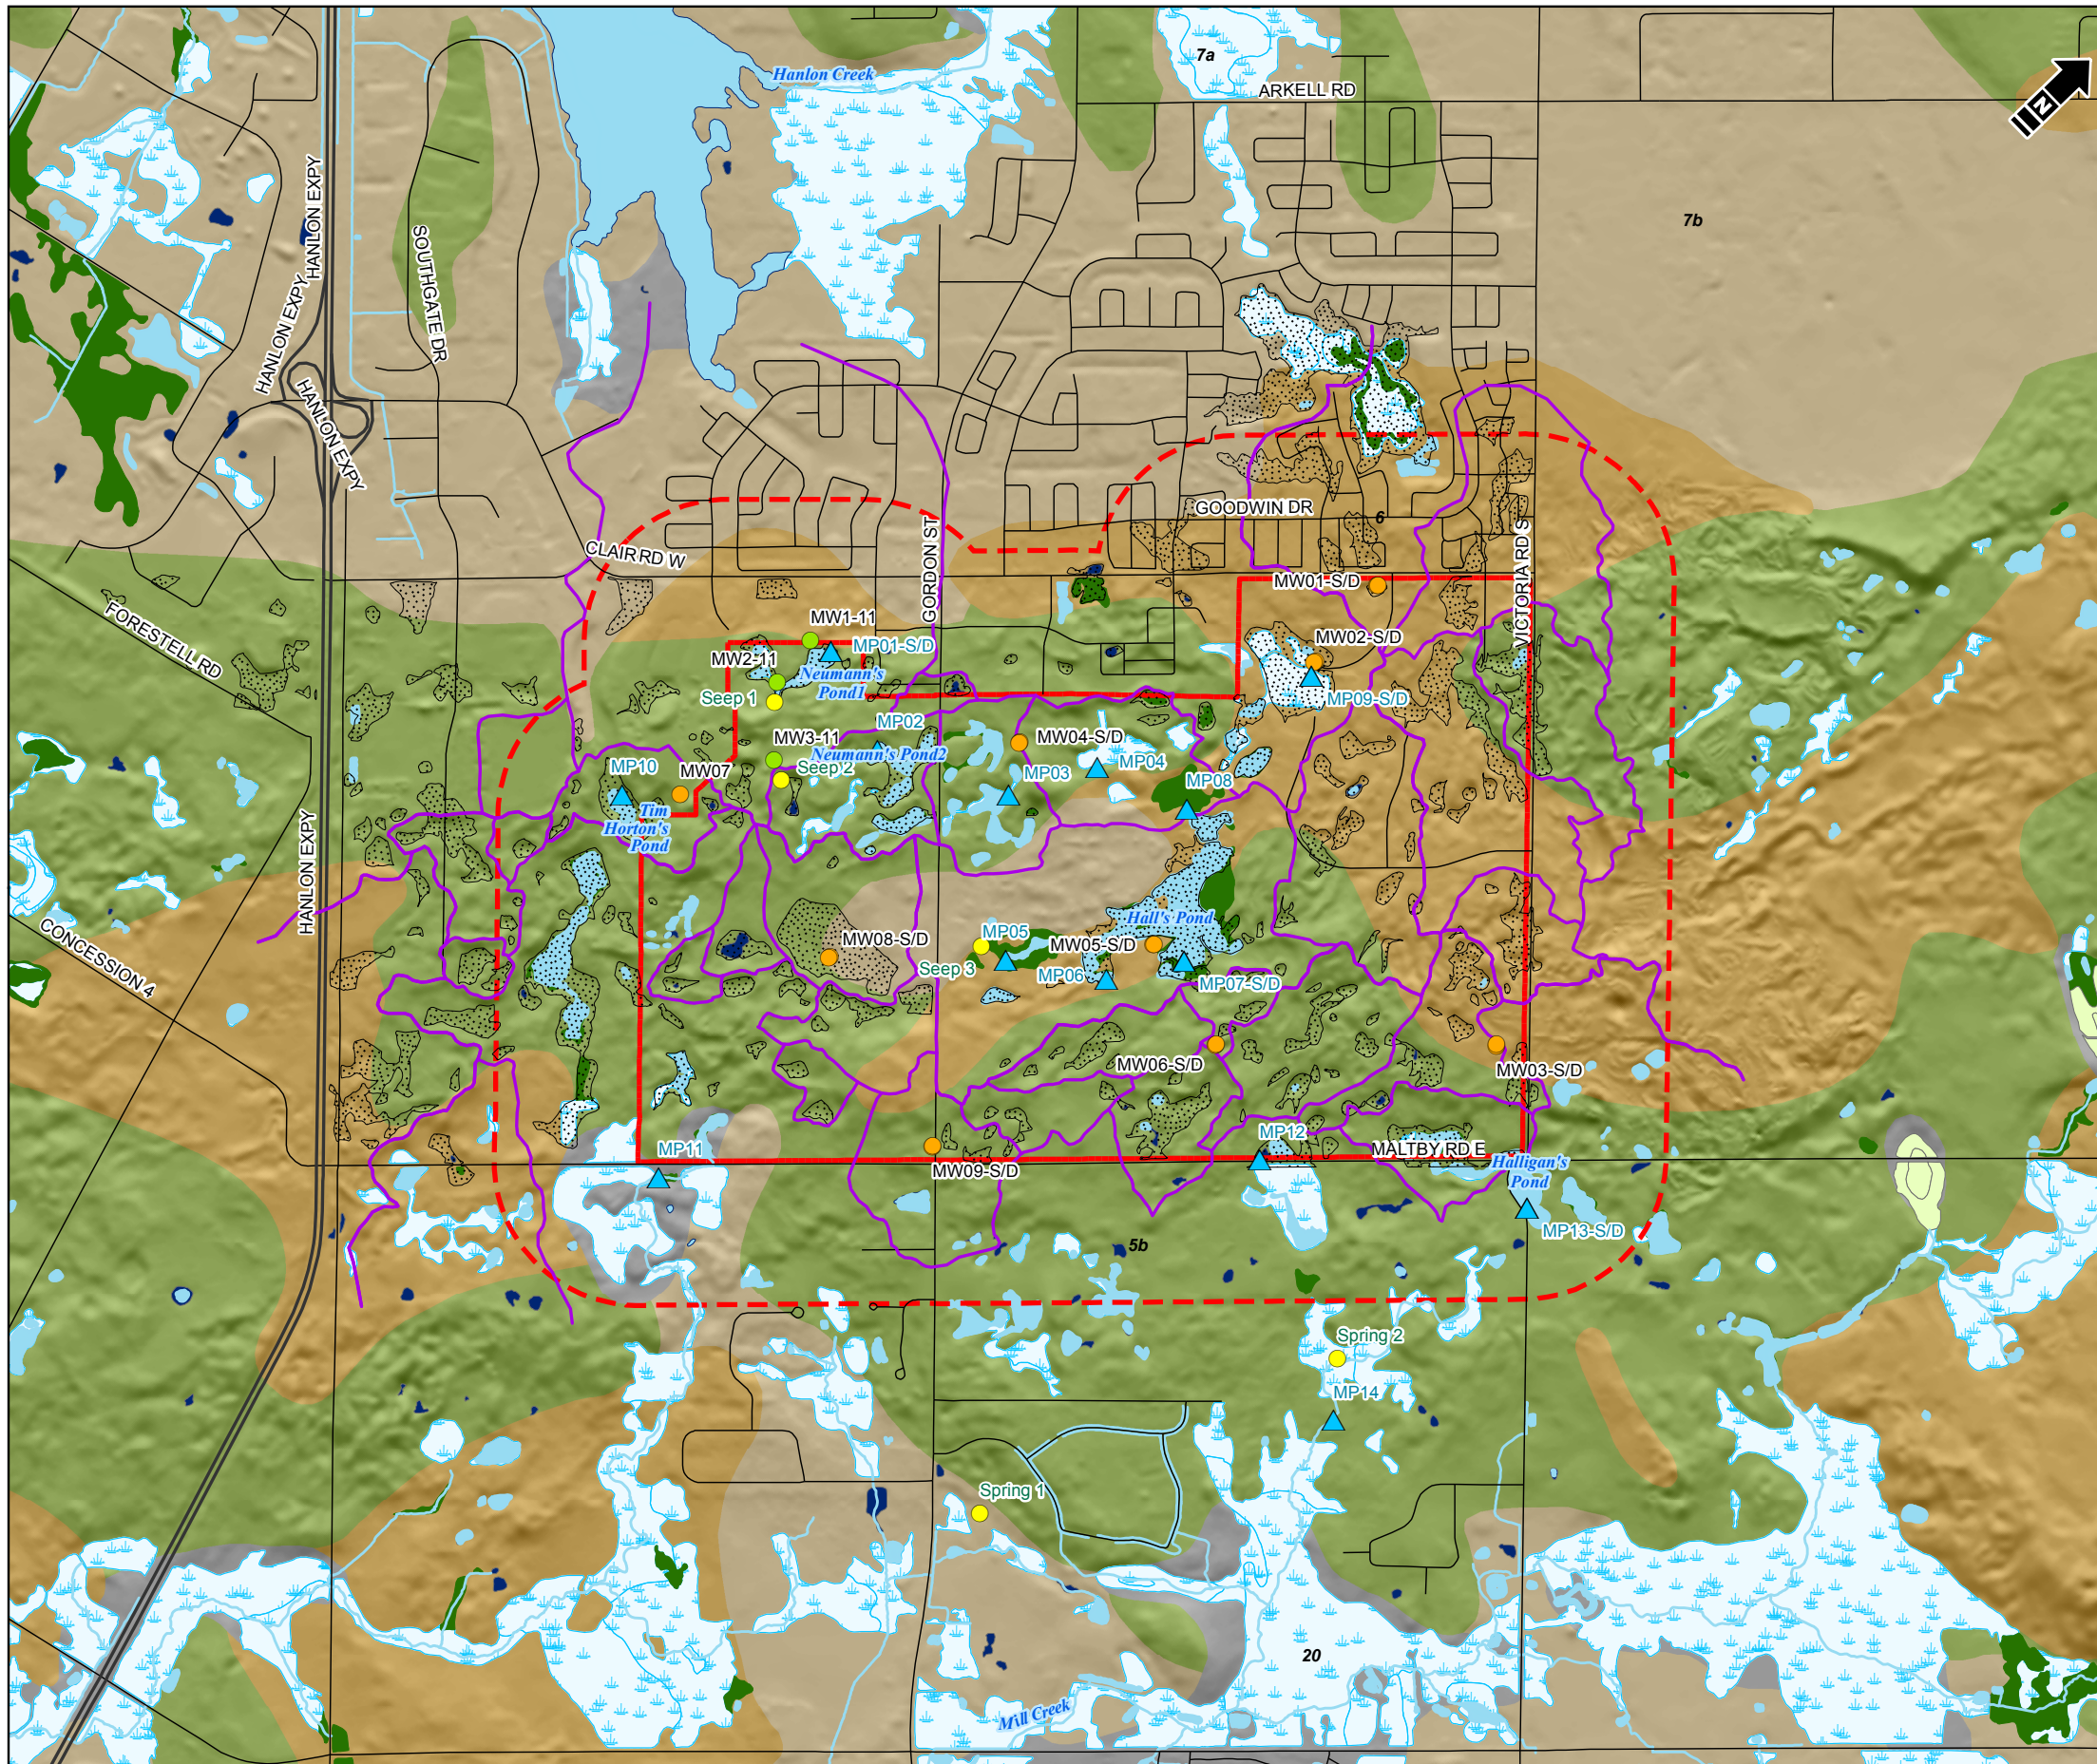 7a
Hanlon Creek
ARKELL RD
N
HANLON EXPY
7b
SOUTHGATE DR
HANLON EXPY
HANLON EXPY
GOODWIN DR
6
GORDON ST
VICTORIA RD S
CLAIR RD W
MW01-S/D
FORESTELL RD
MW1-11
MW02-S/D
MP01-S/D
MW2-11
Neumann's
Pond1
Seep 1
MP09-S/D
MP02
MW3-11
MW04-S/D
Neumann's Pond2
Seep 2
MP04
MP10
MW07
MP03
MP08
Tim
Horton's
Pond
HANLON EXPY
Hall's Pond
CONCESSION 4
MW08-S/D
MP05
MW05-S/D
Seep 3
MP06
MP07-S/D
MW06-S/D
MW03-S/D
MP11
MP12
MALTBY RD E
MW09-S/D
Halligan's
Pond
MP13-S/D
5b
Spring 2
MP14
Spring 1
20
Mill Creek